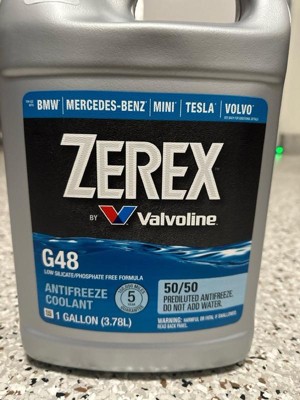 BMW | MERCEDES-BENZ | MINI | TESLA | VOLVO
ZEREX
BY Valvoline
G48
LOW SILICATE/PHOSPHATE FREE FORMULA
ANTIFREEZE
COOLANT
5
1 GALLON (3.78L)
50/50
PREDILUTED ANTIFREEZE.
DO NOT ADD WATER.
WARNING: HARMFUL OR FATAL IF SWALLOWED.
READ BACK PANEL.